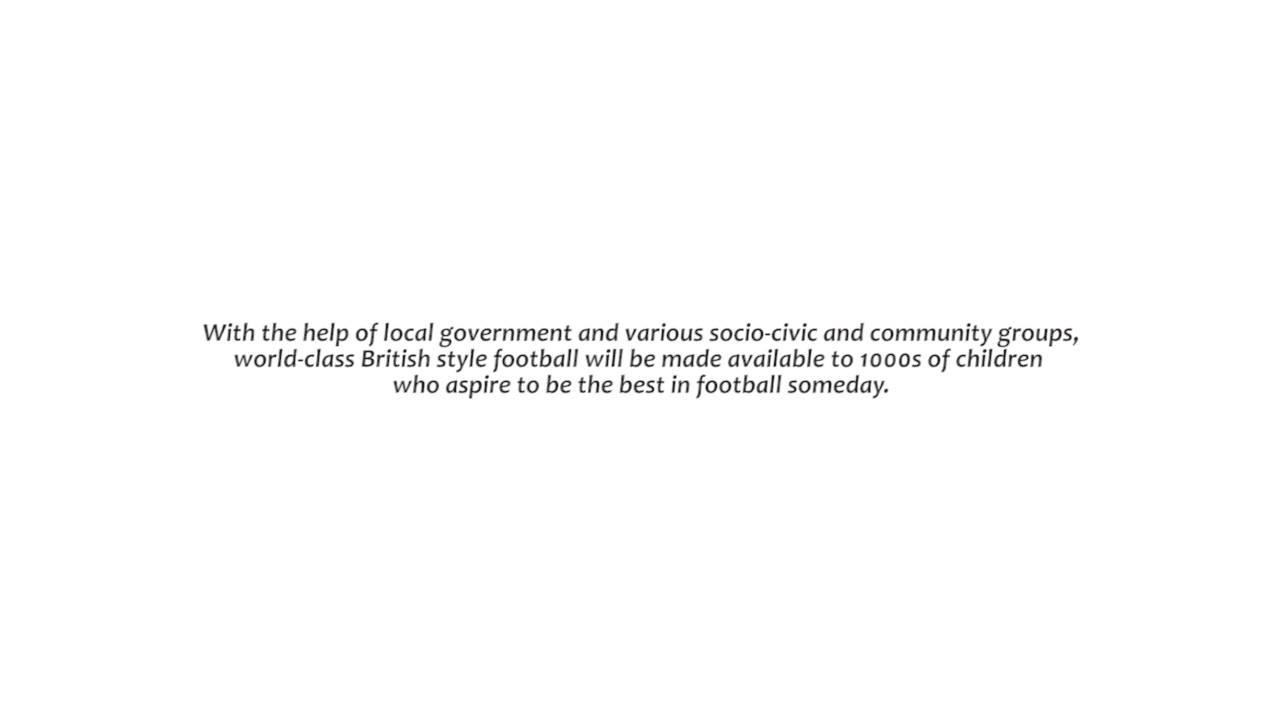 With the help of local government and various socio-civic and community groups,
world-class British style football will be made available to 1000s of children
who aspire to be the best in football someday.